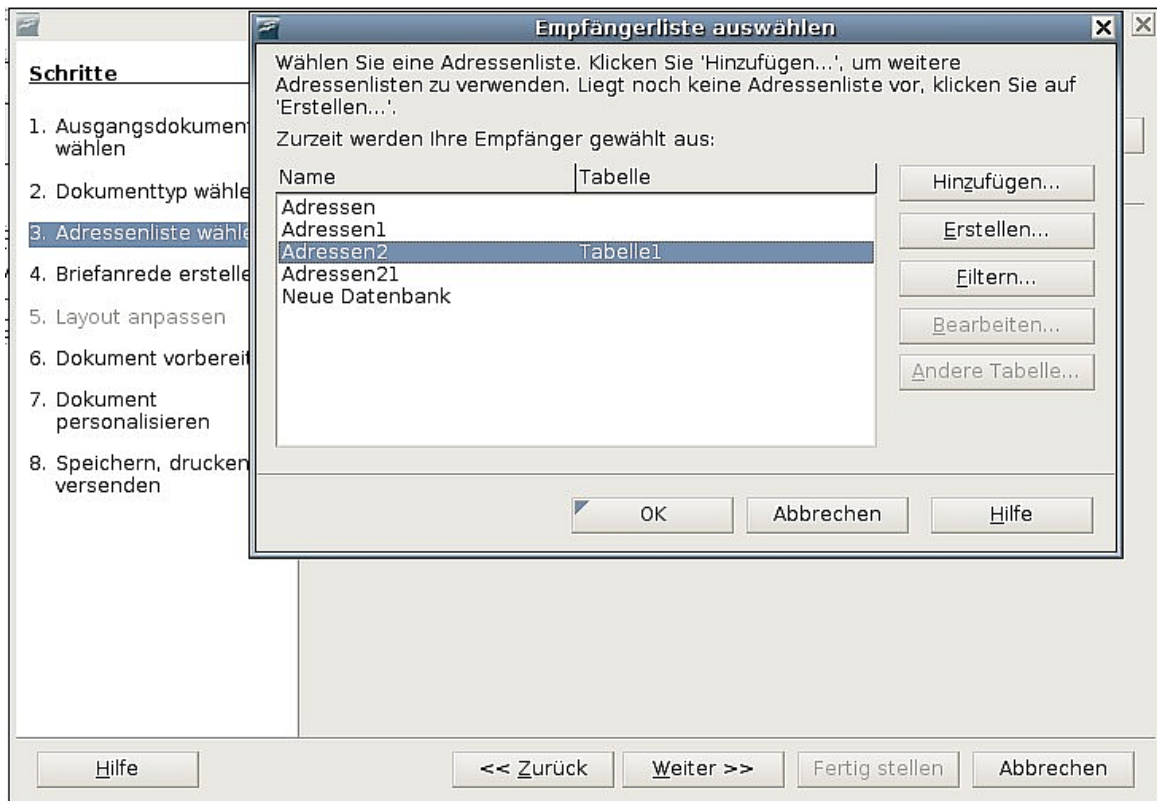 Empfängerliste auswählen
Wählen Sie eine Adressenliste. Klicken Sie 'Hinzufügen...', um weitere
Adressenlisten zu verwenden. Liegt noch keine Adressenliste vor, klicken Sie auf
'Erstellen...'.
Zurzeit werden Ihre Empfänger gewählt aus:
Name Tabelle
Adressen
Adressen1
Adressen2 Tabelle1
Adressen21
Neue Datenbank
Hinzufügen...
Erstellen...
Filtern...
Bearbeiten...
Andere Tabelle...
OK Abbrechen Hilfe
Schritte
1. Ausgangsdokument
wählen
2. Dokumenttyp wähle
3. Adressenliste wähle
4. Briefanrede erstelle
5. Layout anpassen
6. Dokument vorbereit
7. Dokument
personalisieren
8. Speichern, drucken
versenden
Hilfe << Zurück Weiter >> Fertig stellen Abbrechen